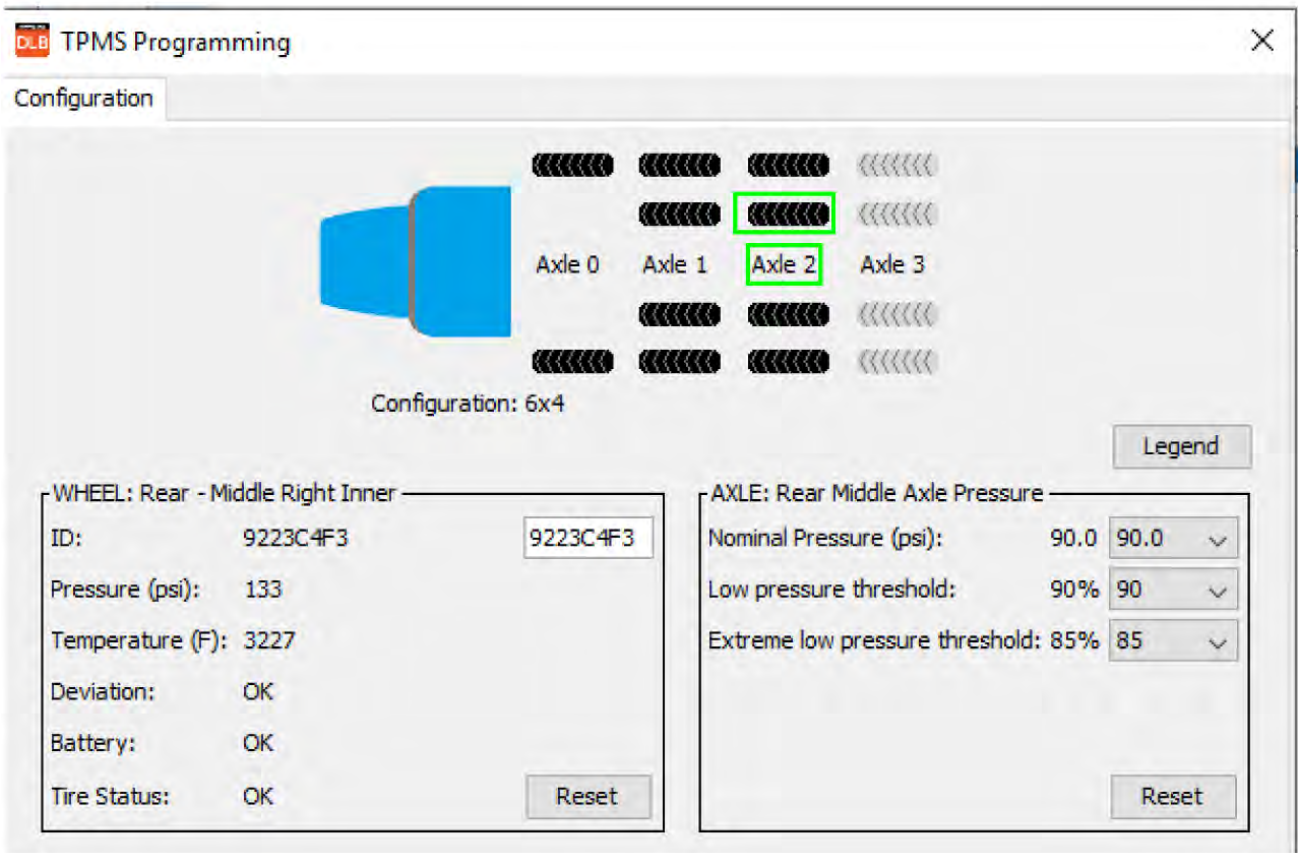 DLB TPMS Programming
Configuration
Axle 0 Axle 1 Axle 2 Axle 3
Configuration: 6x4
Legend
WHEEL: Rear - Middle Right Inner
ID: 9223C4F3 9223C4F3
Pressure (psi): 133
Temperature (F): 3227
Deviation: OK
Battery: OK
Tire Status: OK Reset
AXLE: Rear Middle Axle Pressure
Nominal Pressure (psi): 90.0 90.0
Low pressure threshold: 90% 90
Extreme low pressure threshold: 85% 85
Reset